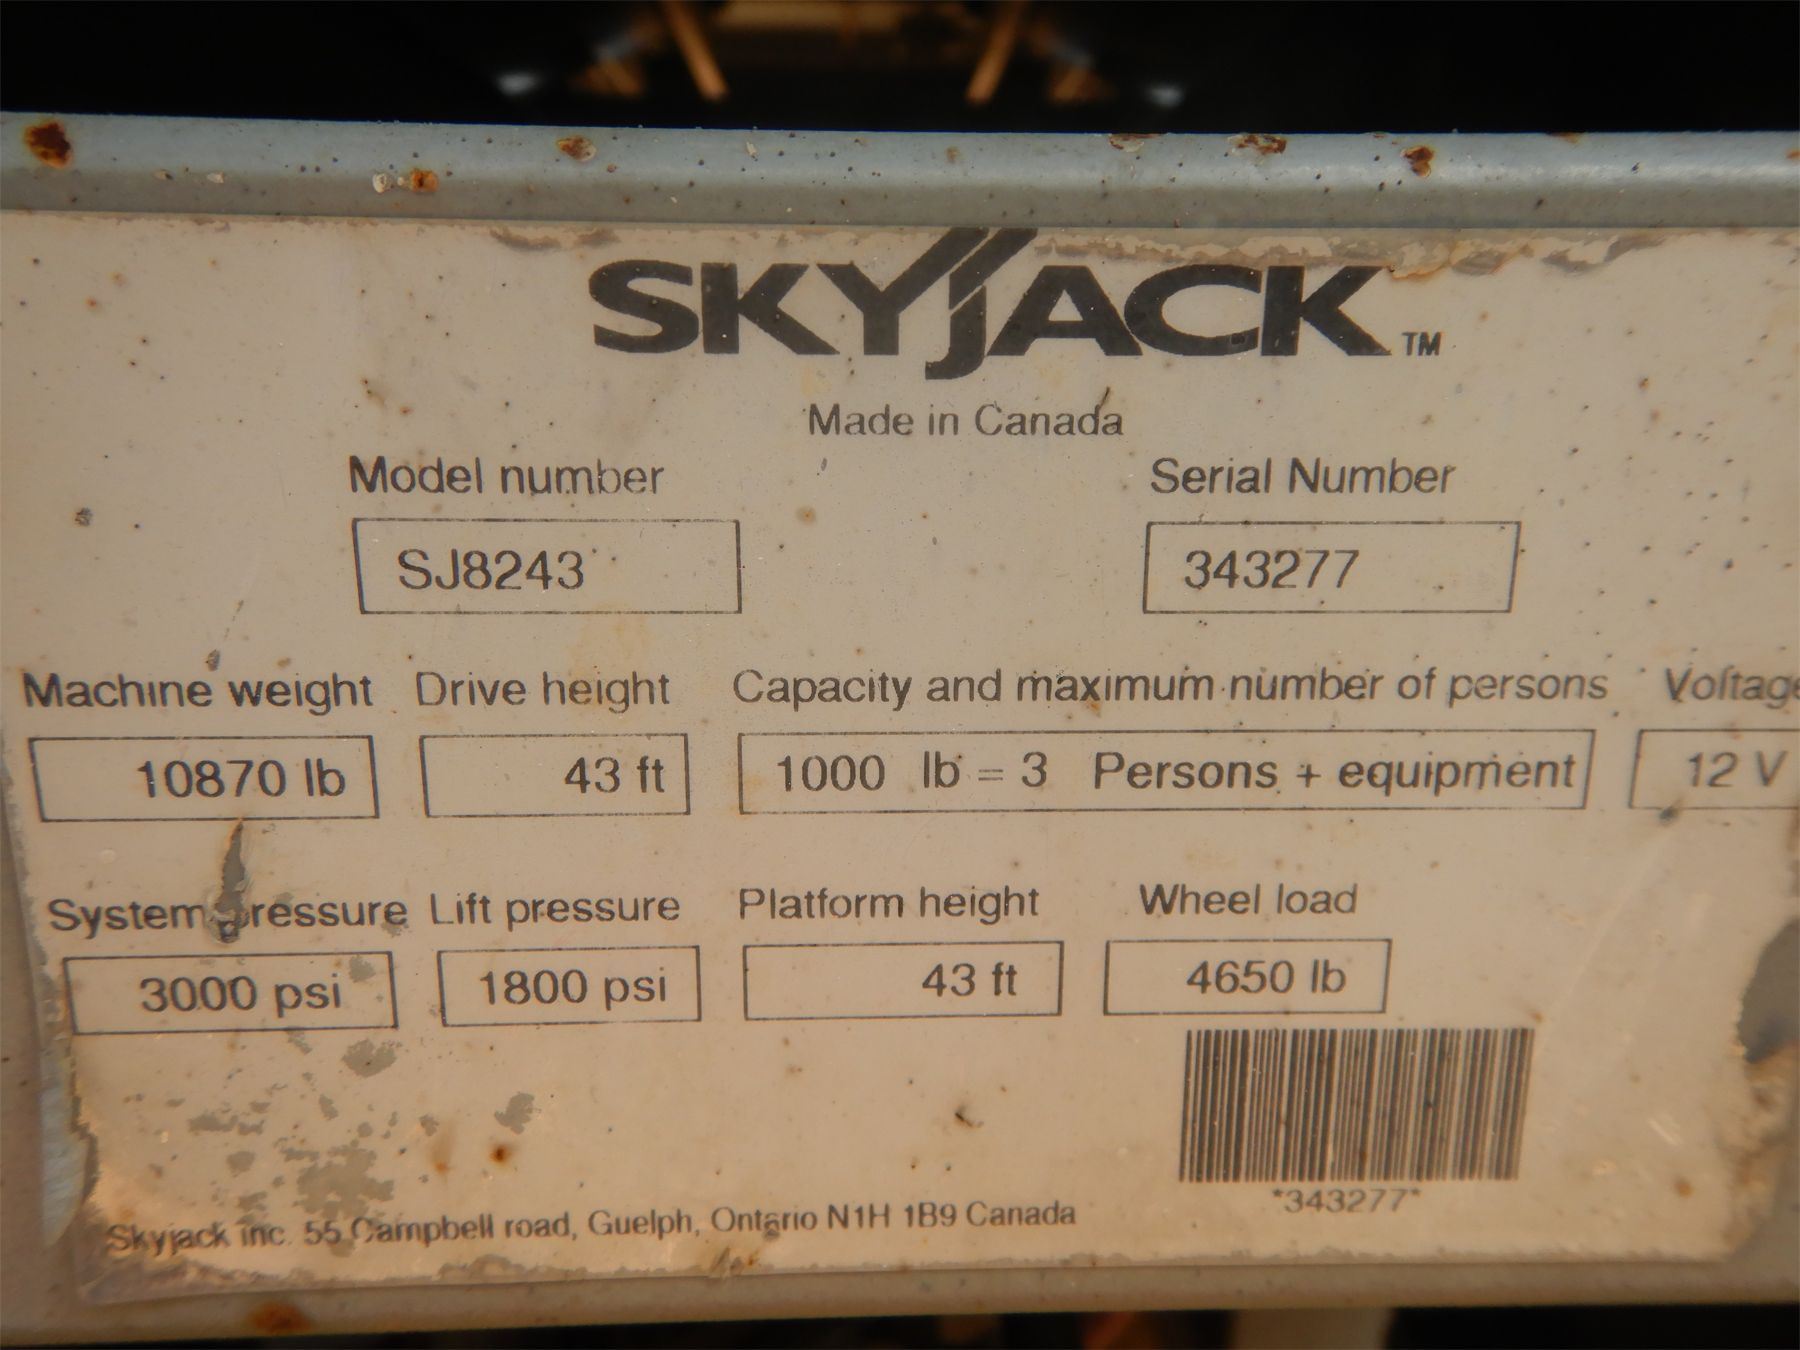 SKYJACK™
Made in Canada
Model number Serial Number
SJ8243 343277
Machine weight Drive height Capacity and maximum number of persons Voltage
10870 lb 43 ft 1000 lb = 3 Persons + equipment 12 V
System pressure Lift pressure Platform height Wheel load
3000 psi 1800 psi 43 ft 4650 lb
*343277*
Skyjack inc. 55 Campbell road, Guelph, Ontario N1H 1B9 Canada